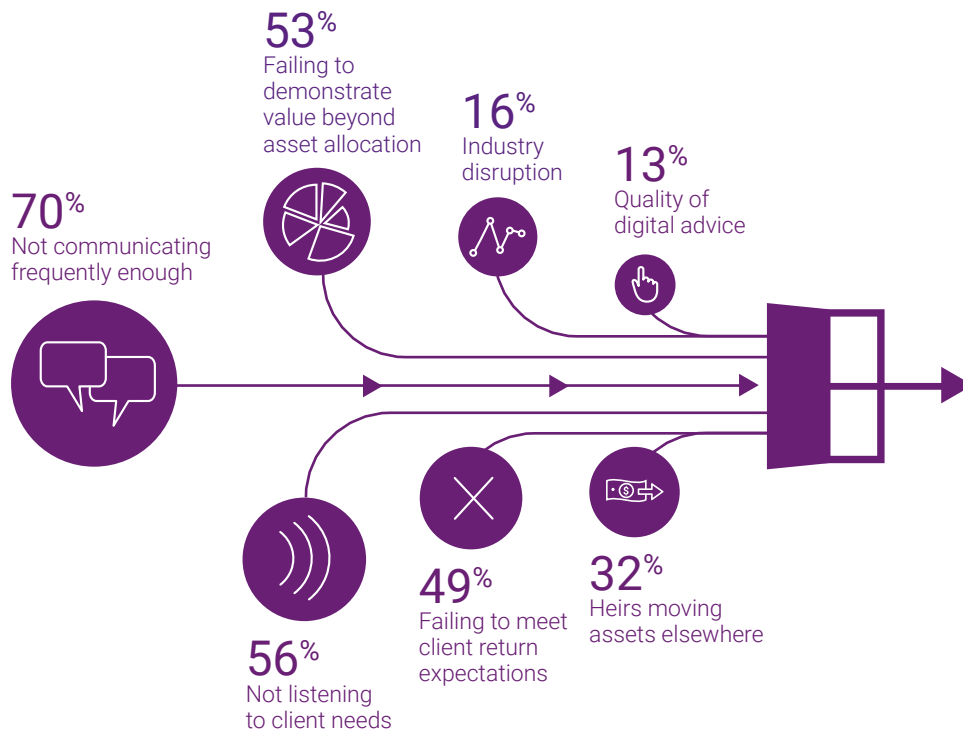 53%
Failing to
demonstrate
value beyond
asset allocation
16%
Industry
disruption
13%
Quality of
digital advice
70%
Not communicating
frequently enough
$
56%
Not listening
to client needs
49%
Failing to meet
client return
expectations
32%
Heirs moving
assets elsewhere